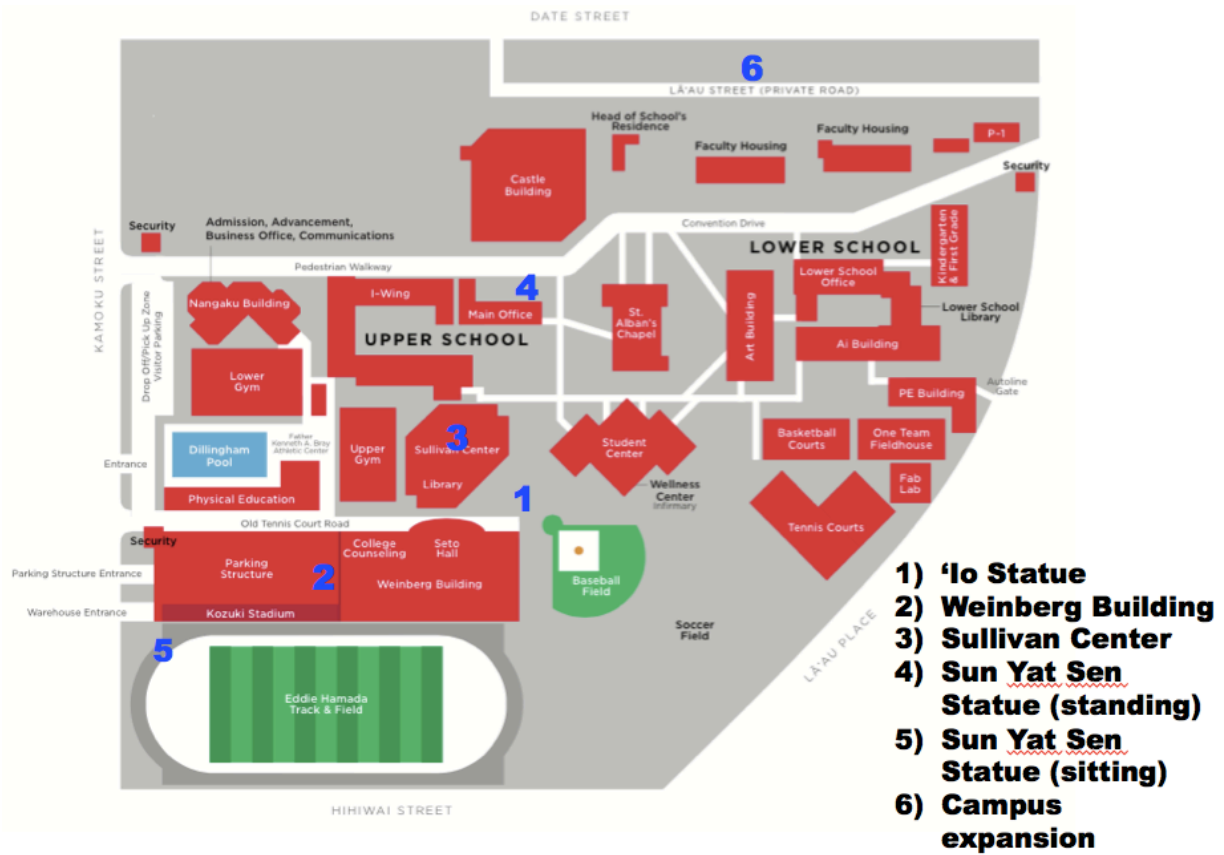 DATE STREET
6
LĀ'AU STREET (PRIVATE ROAD)
Head of School's
Residence
Faculty Housing
Faculty Housing
P-1
Security
Castle
Building
Security
Admission, Advancement,
Business Office, Communications
Convention Drive
LOWER SCHOOL
Kindergarten
& First Grade
KAMOKU STREET
Pedestrian Walkway
Drop Off/Pick Up Zone
Visitor Parking
Nangaku Building
I-Wing
4
Main Office
St.
Alban's
Chapel
Art Building
Lower School
Office
Lower School
Library
UPPER SCHOOL
Ai Building
Lower
Gym
PE Building
Autoline
Gate
Father
Kenneth A. Bray
Athletic Center
Dillingham
Pool
Upper
Gym
3
Sullivan Center
Library
Student
Center
Basketball
Courts
One Team
Fieldhouse
Entrance
Physical Education
Wellness
Center
Infirmary
1
Fab
Lab
Old Tennis Court Road
Tennis Courts
Security
Parking
Structure
College
Counseling
Seto
Hall
Parking Structure Entrance
2
Weinberg Building
Baseball
Field
Warehouse Entrance
Kozuki Stadium
Soccer
Field
5
Eddie Hamada
Track & Field
LĀ'AU PLACE
HIHIWAI STREET
1) ‘Io Statue
2) Weinberg Building
3) Sullivan Center
4) Sun Yat Sen
Statue (standing)
5) Sun Yat Sen
Statue (sitting)
6) Campus
expansion